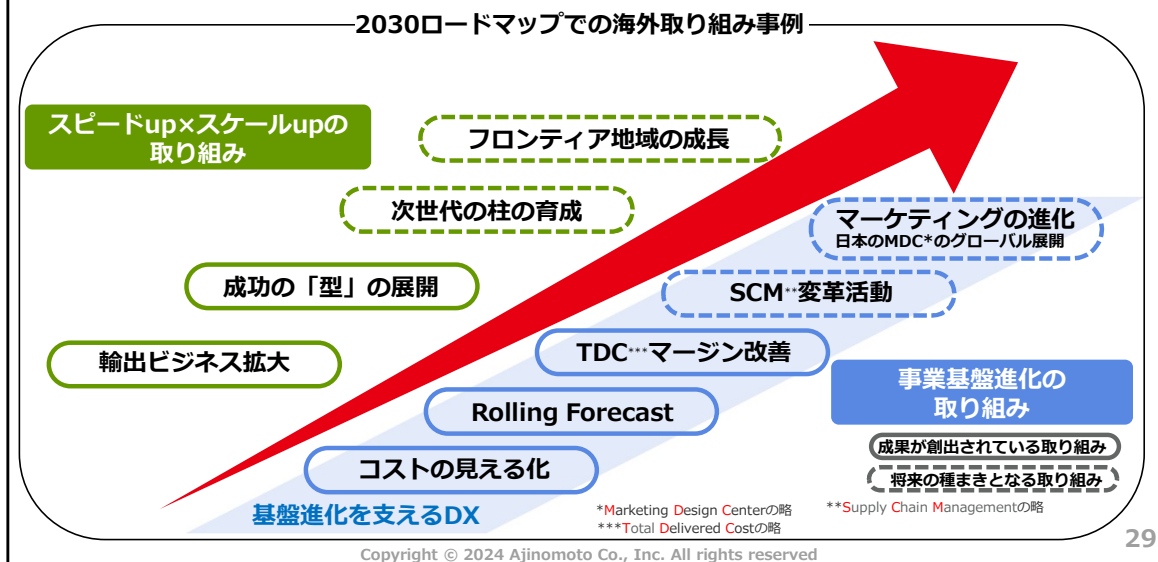 2030ロードマップでの海外取り組み事例
スピードup×スケールupの
取り組み
フロンティア地域の成長
次世代の柱の育成
成功の「型」の展開
輸出ビジネス拡大
マーケティングの進化
日本のMDC*のグローバル展開
SCM**変革活動
TDC***マージン改善
Rolling Forecast
コストの見える化
基盤進化を支えるDX
事業基盤進化の
取り組み
成果が創出されている取り組み
将来の種まきとなる取り組み
*Marketing Design Centerの略
**Supply Chain Managementの略
***Total Delivered Costの略
Copyright © 2024 Ajinomoto Co., Inc. All rights reserved
29